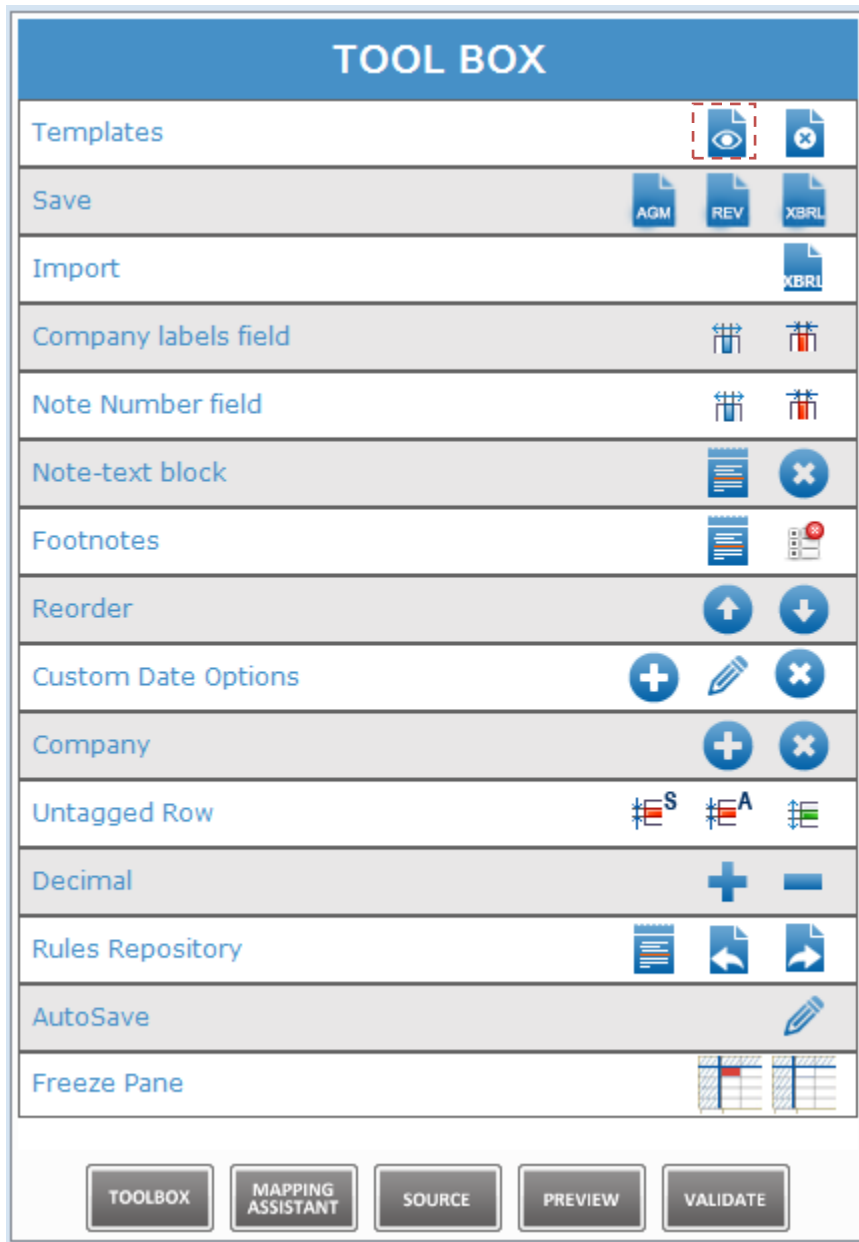 TOOL BOX
Templates
Save AGM REV XBRL
Import XBRL
Company labels field
Note Number field
Note-text block
Footnotes
Reorder
Custom Date Options
Company
Untagged Row S A
Decimal
Rules Repository
AutoSave
Freeze Pane
TOOLBOX MAPPING ASSISTANT SOURCE PREVIEW VALIDATE